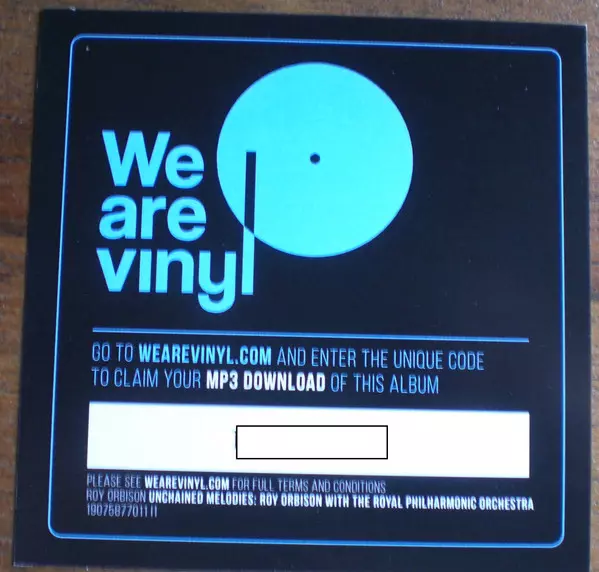 We
are
vinyl
GO TO WEAREVINYL.COM AND ENTER THE UNIQUE CODE
TO CLAIM YOUR MP3 DOWNLOAD OF THIS ALBUM
PLEASE SEE WEAREVINYL.COM FOR FULL TERMS AND CONDITIONS
ROY ORBISON UNCHAINED MELODIES: ROY ORBISON WITH THE ROYAL PHILHARMONIC ORCHESTRA
19075877011 11